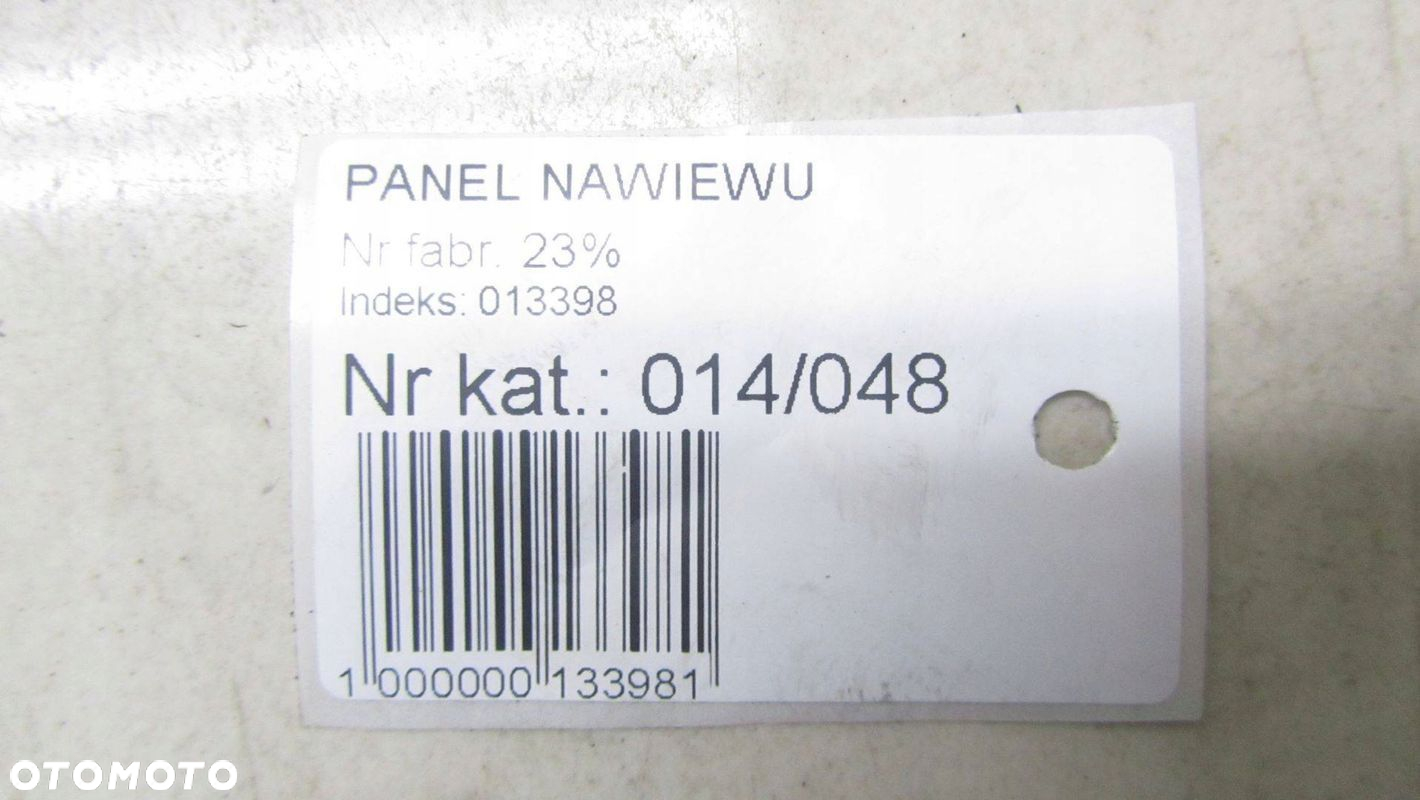 PANEL NAWIEWU
Nr fabr. 23%
Indeks: 013398
Nr kat.: 014/048
1 000000 133981
OTOMOTO